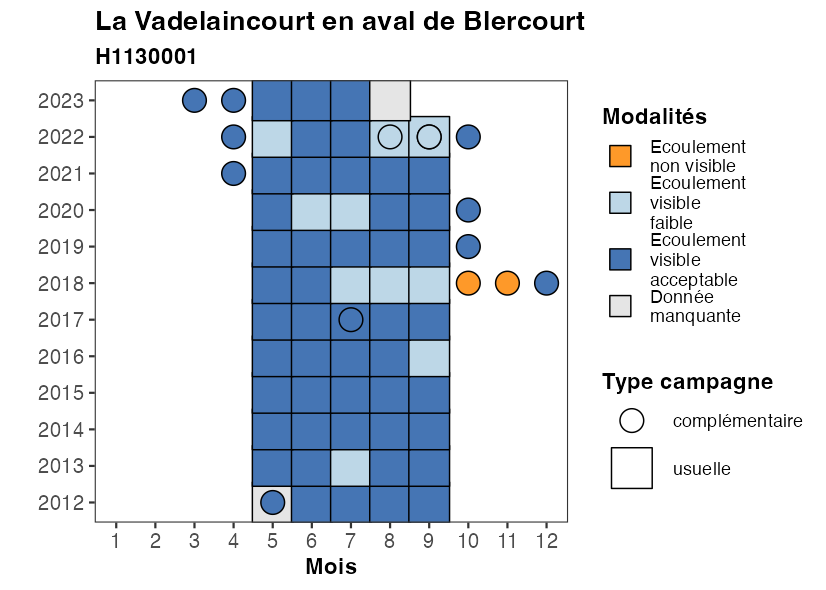 La Vadelaincourt en aval de Blercourt
H1130001
2023
2022
2021
2020
2019
2018
2017
2016
2015
2014
2013
2012
1 2 3 4 5 6 7 8 9 10 11 12
Mois
Modalités
Ecoulement
non visible
Ecoulement
visible
faible
Ecoulement
visible
acceptable
Donnée
manquante
Type campagne
complémentaire
usuelle